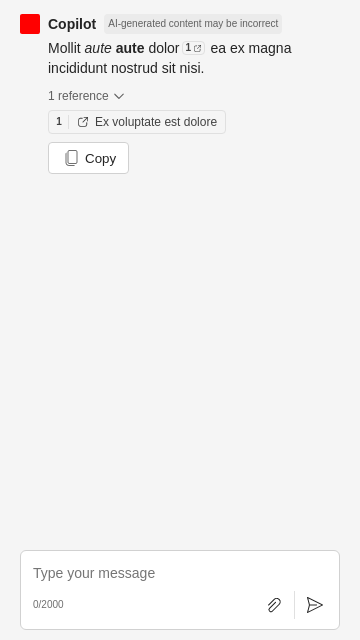 Copilot AI-generated content may be incorrect
Mollit aute aute dolor 1 ea ex magna
incididunt nostrud sit nisi.
1 reference
1 Ex voluptate est dolore
Copy
Type your message
0/2000